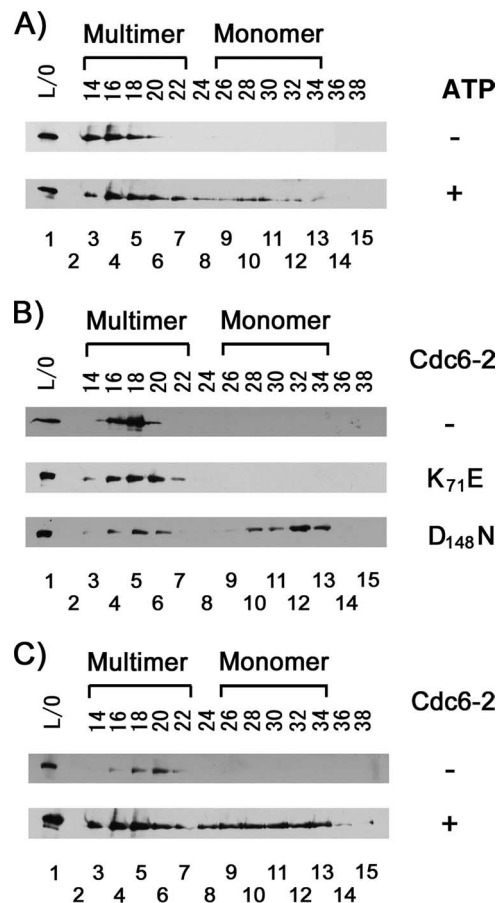 A)
Multimer Monomer
L/O 14 16 18 20 22 24 26 28 30 32 34 36 38 ATP
-
+
1 3 5 7 9 11 13 15
2 4 6 8 10 12 14
B)
Multimer Monomer
L/O 14 16 18 20 22 24 26 28 30 32 34 36 38 Cdc6-2
-
K71E
D148N
1 3 5 7 9 11 13 15
2 4 6 8 10 12 14
C)
Multimer Monomer
L/O 14 16 18 20 22 24 26 28 30 32 34 36 38 Cdc6-2
-
+
1 3 5 7 9 11 13 15
2 4 6 8 10 12 14